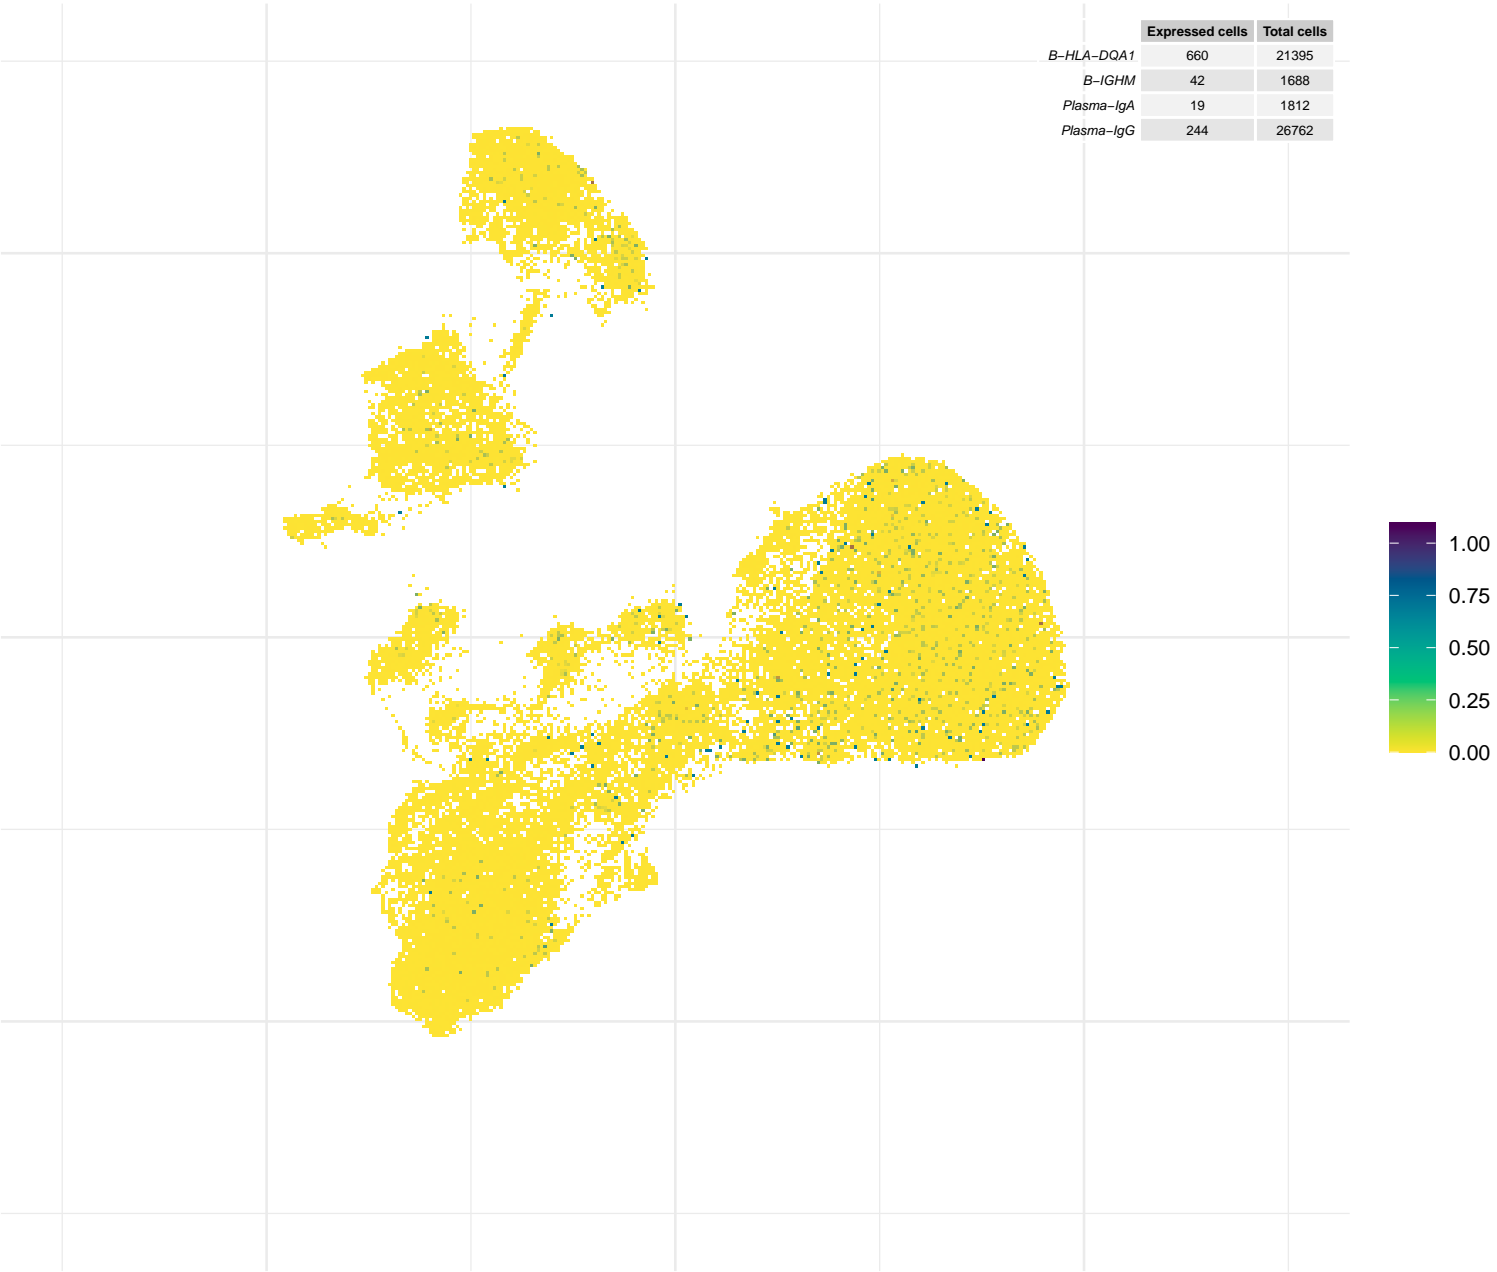 Expressed cells Total cells
B−HLA−DQA1 660 21395
B−IGHM 42 1688
Plasma−IgA 19 1812
Plasma−IgG 244 26762
1.00
0.75
0.50
0.25
0.00